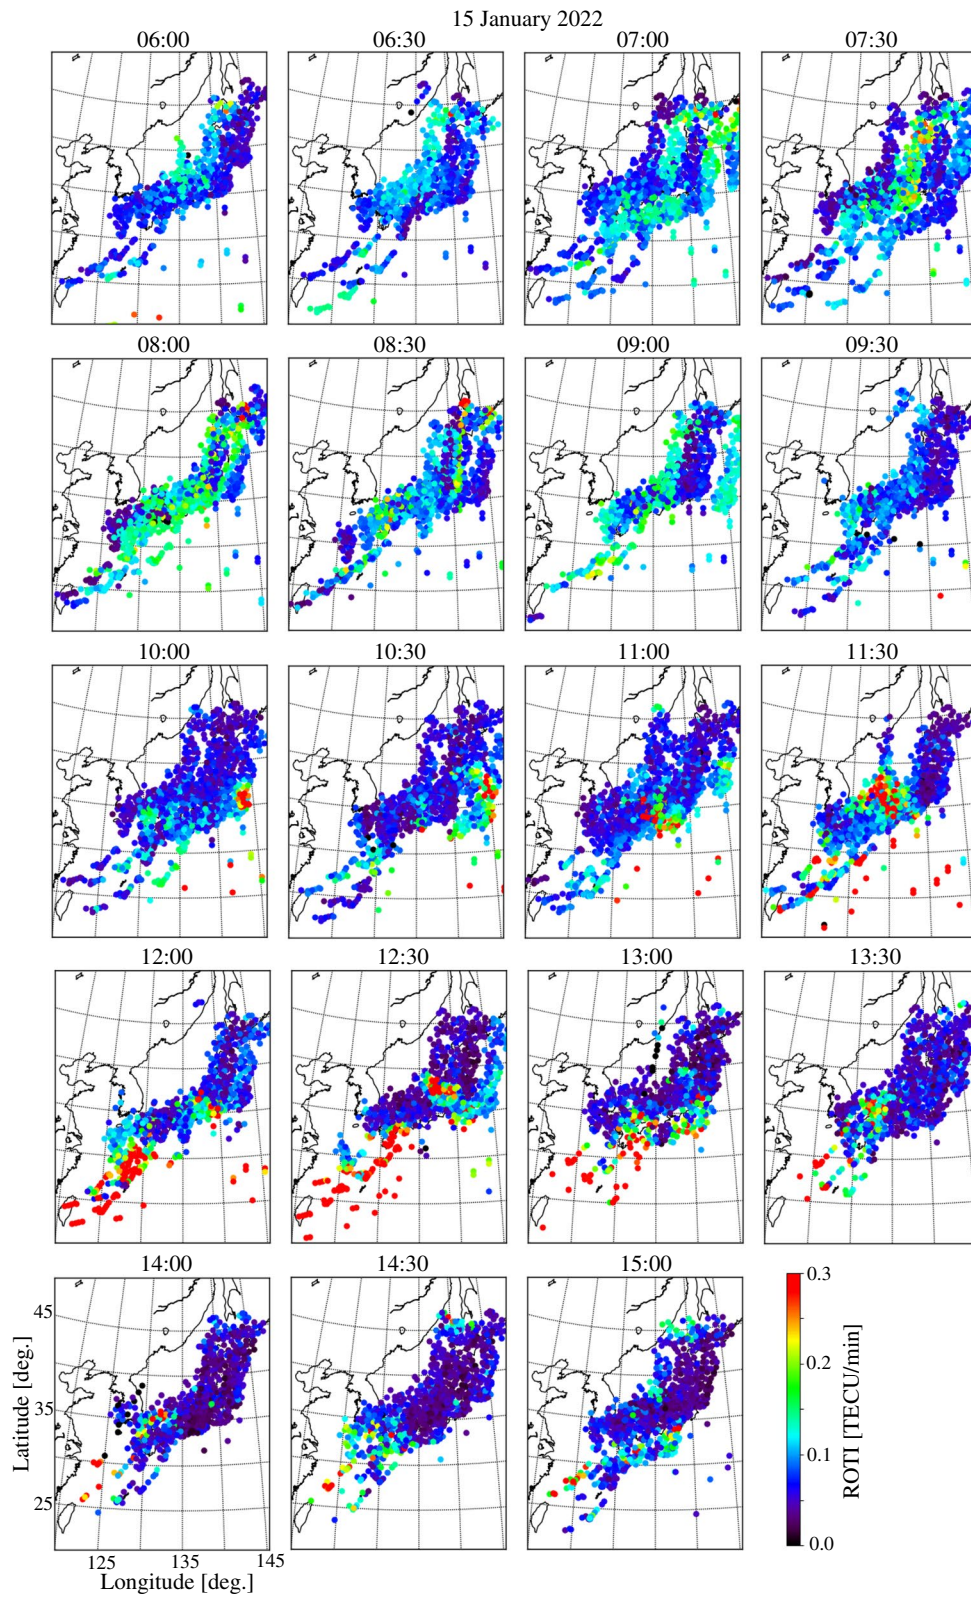 15 January 2022
06:00 06:30 07:00 07:30
08:00 08:30 09:00 09:30
10:00 10:30 11:00 11:30
12:00 12:30 13:00 13:30
14:00 14:30 15:00
45
35
25
Latitude [deg.]
125 135 145
Longitude [deg.]
0.3
0.2
0.1
0.0
ROTI [TECU/min]